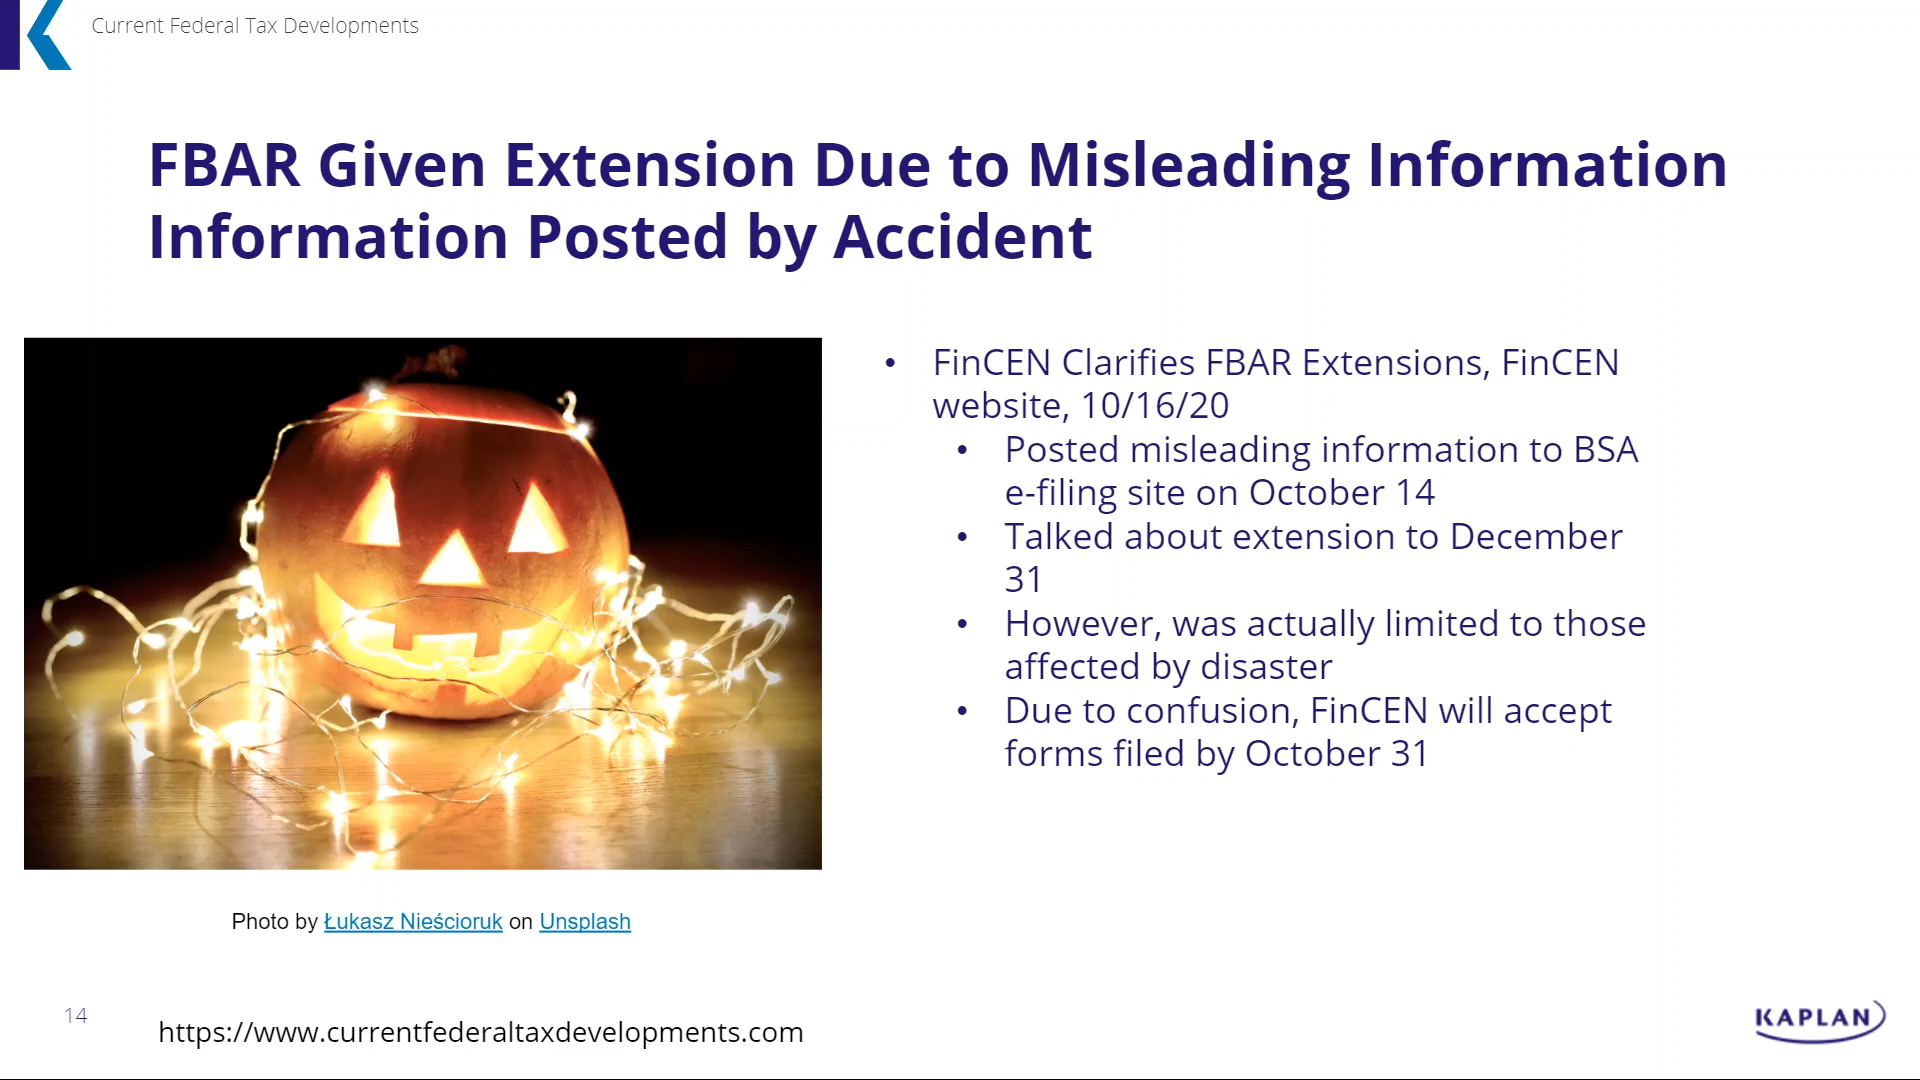 Current Federal Tax Developments
FBAR Given Extension Due to Misleading Information
Information Posted by Accident
• FinCEN Clarifies FBAR Extensions, FinCEN
website, 10/16/20
• Posted misleading information to BSA
e-filing site on October 14
• Talked about extension to December
31
• However, was actually limited to those
affected by disaster
• Due to confusion, FinCEN will accept
forms filed by October 31
Photo by Łukasz Nieścioruk on Unsplash
14
https://www.currentfederaltaxdevelopments.com
KAPLAN